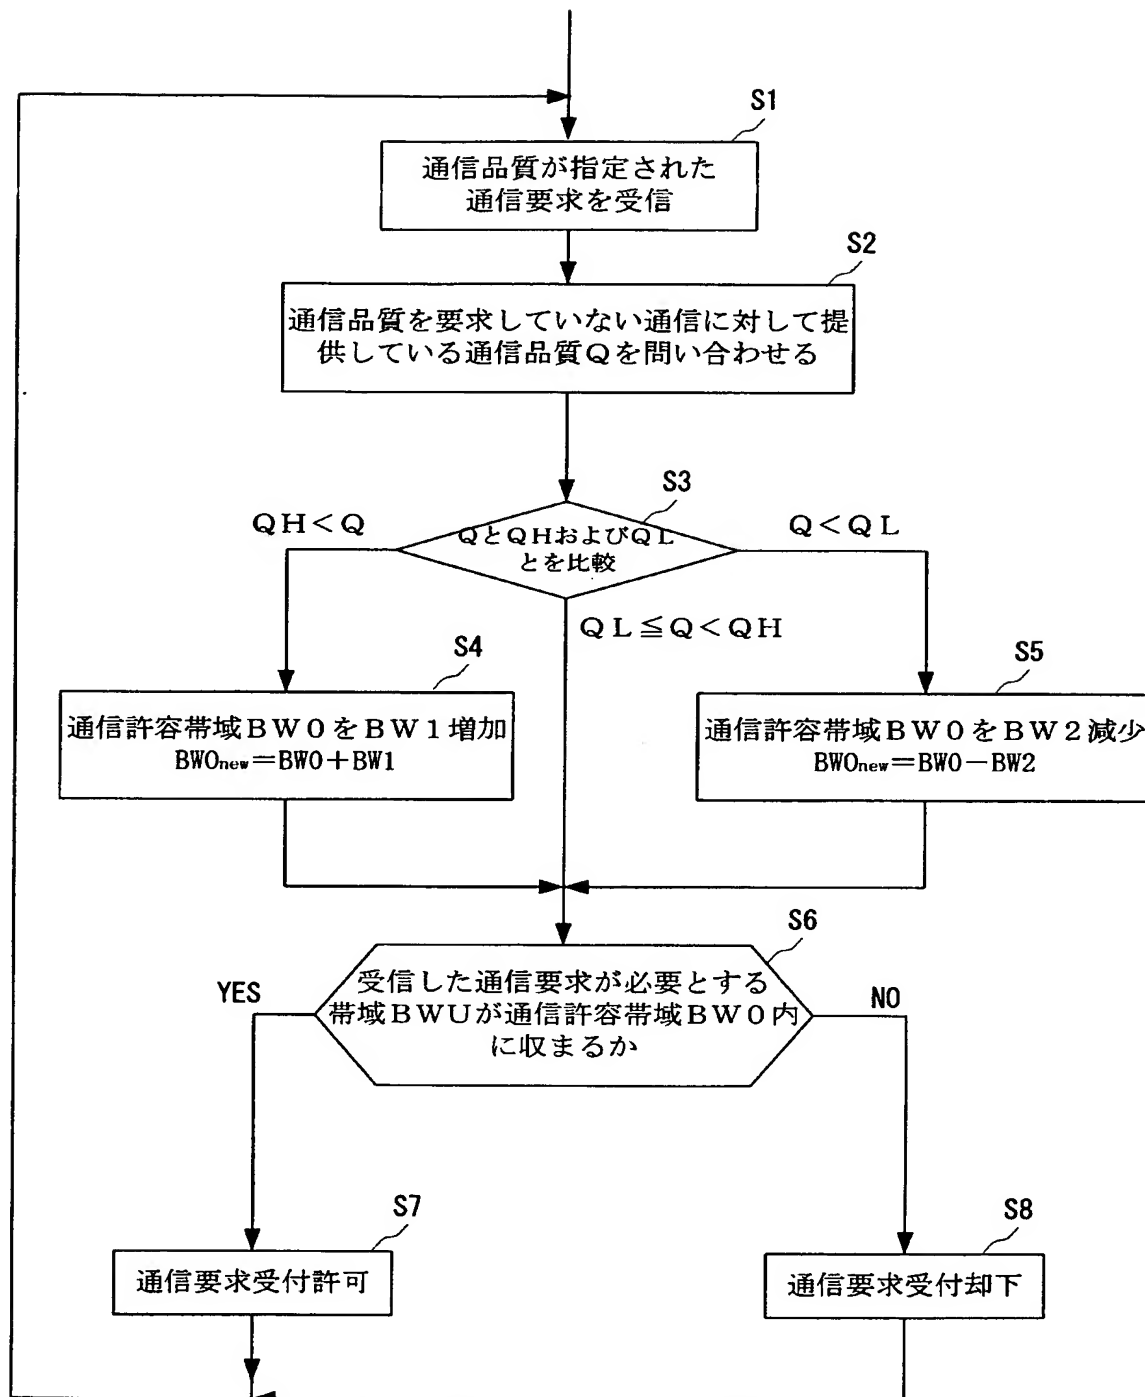 S1
通信品質が指定された
通信要求を受信
S2
通信品質を要求していない通信に対して提
供している通信品質Qを問い合わせる
S3
QH<Q
QとQHおよびQL
とを比較
Q<QL
QL≦Q<QH
S4
通信許容帯域BW0をBW1増加
BW0new=BW0+BW1
S5
通信許容帯域BW0をBW2減少
BW0new=BW0−BW2
S6
受信した通信要求が必要とする
帯域BWUが通信許容帯域BW0内
に収まるか
YES
NO
S7
通信要求受付許可
S8
通信要求受付却下